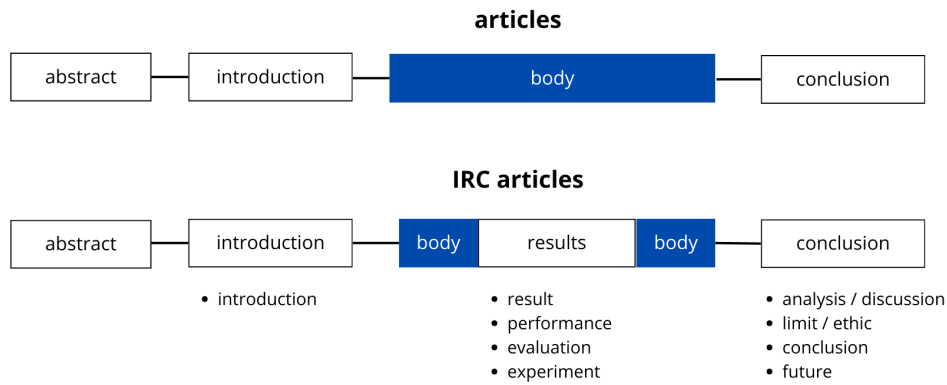 articles
abstract introduction body conclusion
IRC articles
abstract introduction body results body conclusion
• introduction
• result
• performance
• evaluation
• experiment
• analysis / discussion
• limit / ethic
• conclusion
• future